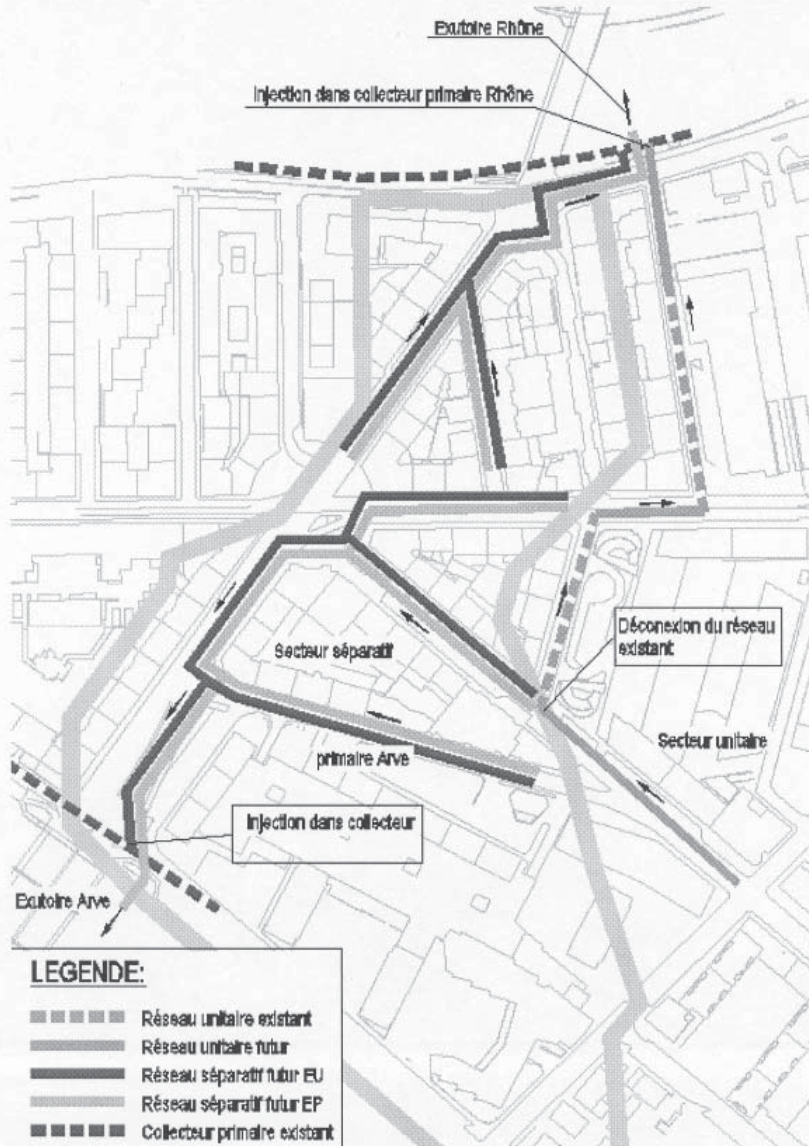 Exutoire Rhône
Injection dans collecteur primaire Rhône
Déconexion du réseau
existant
Secteur séparatif
Secteur unitaire
primaire Arve
Injection dans collecteur
Exutoire Arve
LEGENDE:
Réseau unitaire existant
Réseau unitaire futur
Réseau séparatif futur EU
Réseau séparatif futur EP
Collecteur primaire existant